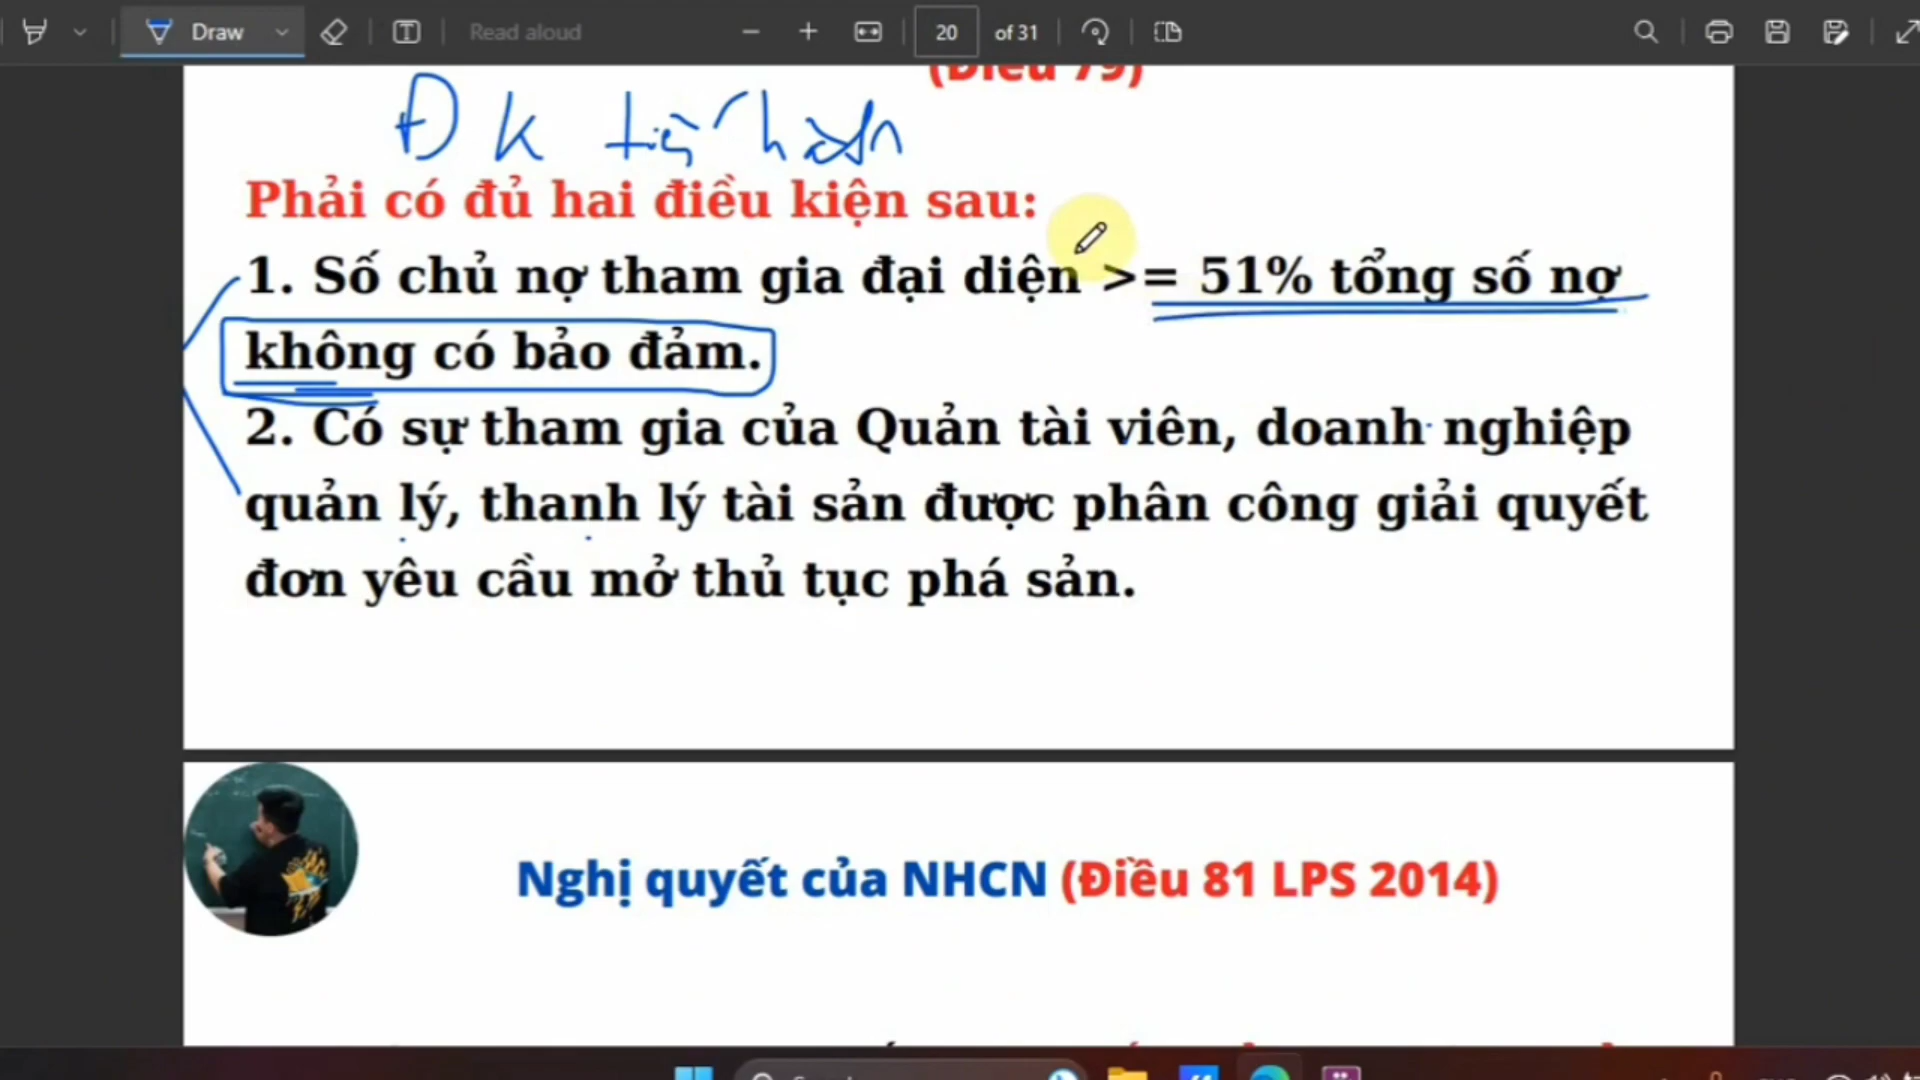 Draw
Read aloud
20 of 31
(Điều 79)
Đk tiến hành
Phải có đủ hai điều kiện sau:
1. Số chủ nợ tham gia đại diện >= 51% tổng số nợ
không có bảo đảm.
2. Có sự tham gia của Quản tài viên, doanh nghiệp
quản lý, thanh lý tài sản được phân công giải quyết
đơn yêu cầu mở thủ tục phá sản.
Nghị quyết của NHCN (Điều 81 LPS 2014)